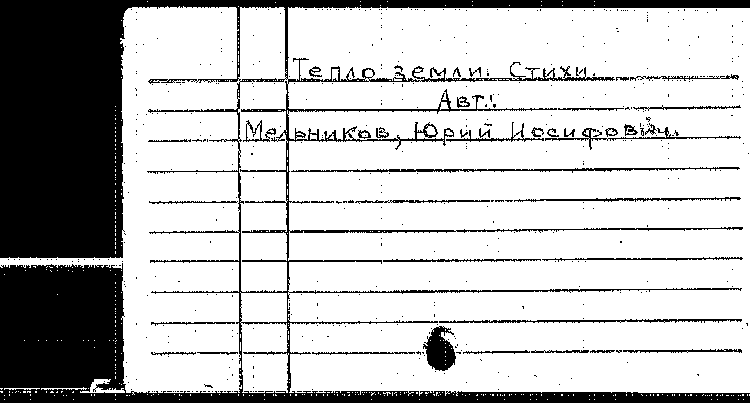 Тепло земли. Стихи.
Авт.:
Мельников, Юрий Иосифович.